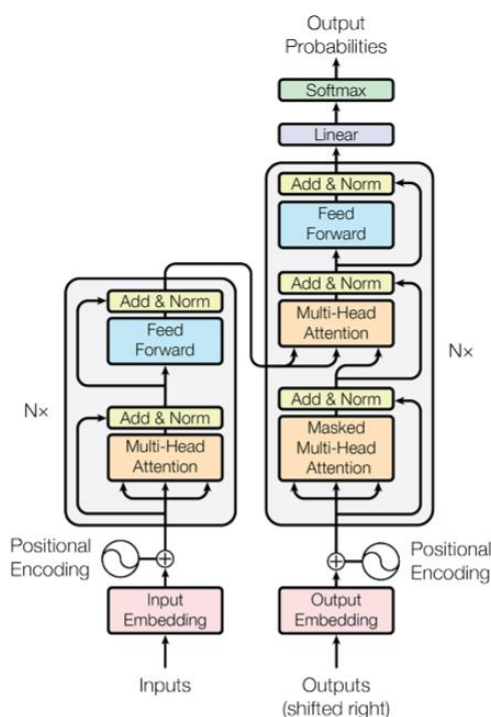 Output
Probabilities
Softmax
Linear
Add & Norm
Feed
Forward
Add & Norm
Multi-Head
Attention
Nx
Add & Norm
Masked
Multi-Head
Attention
Add & Norm
Feed
Forward
Nx
Add & Norm
Multi-Head
Attention
Positional
Encoding
Positional
Encoding
Input
Embedding
Output
Embedding
Inputs
Outputs
(shifted right)